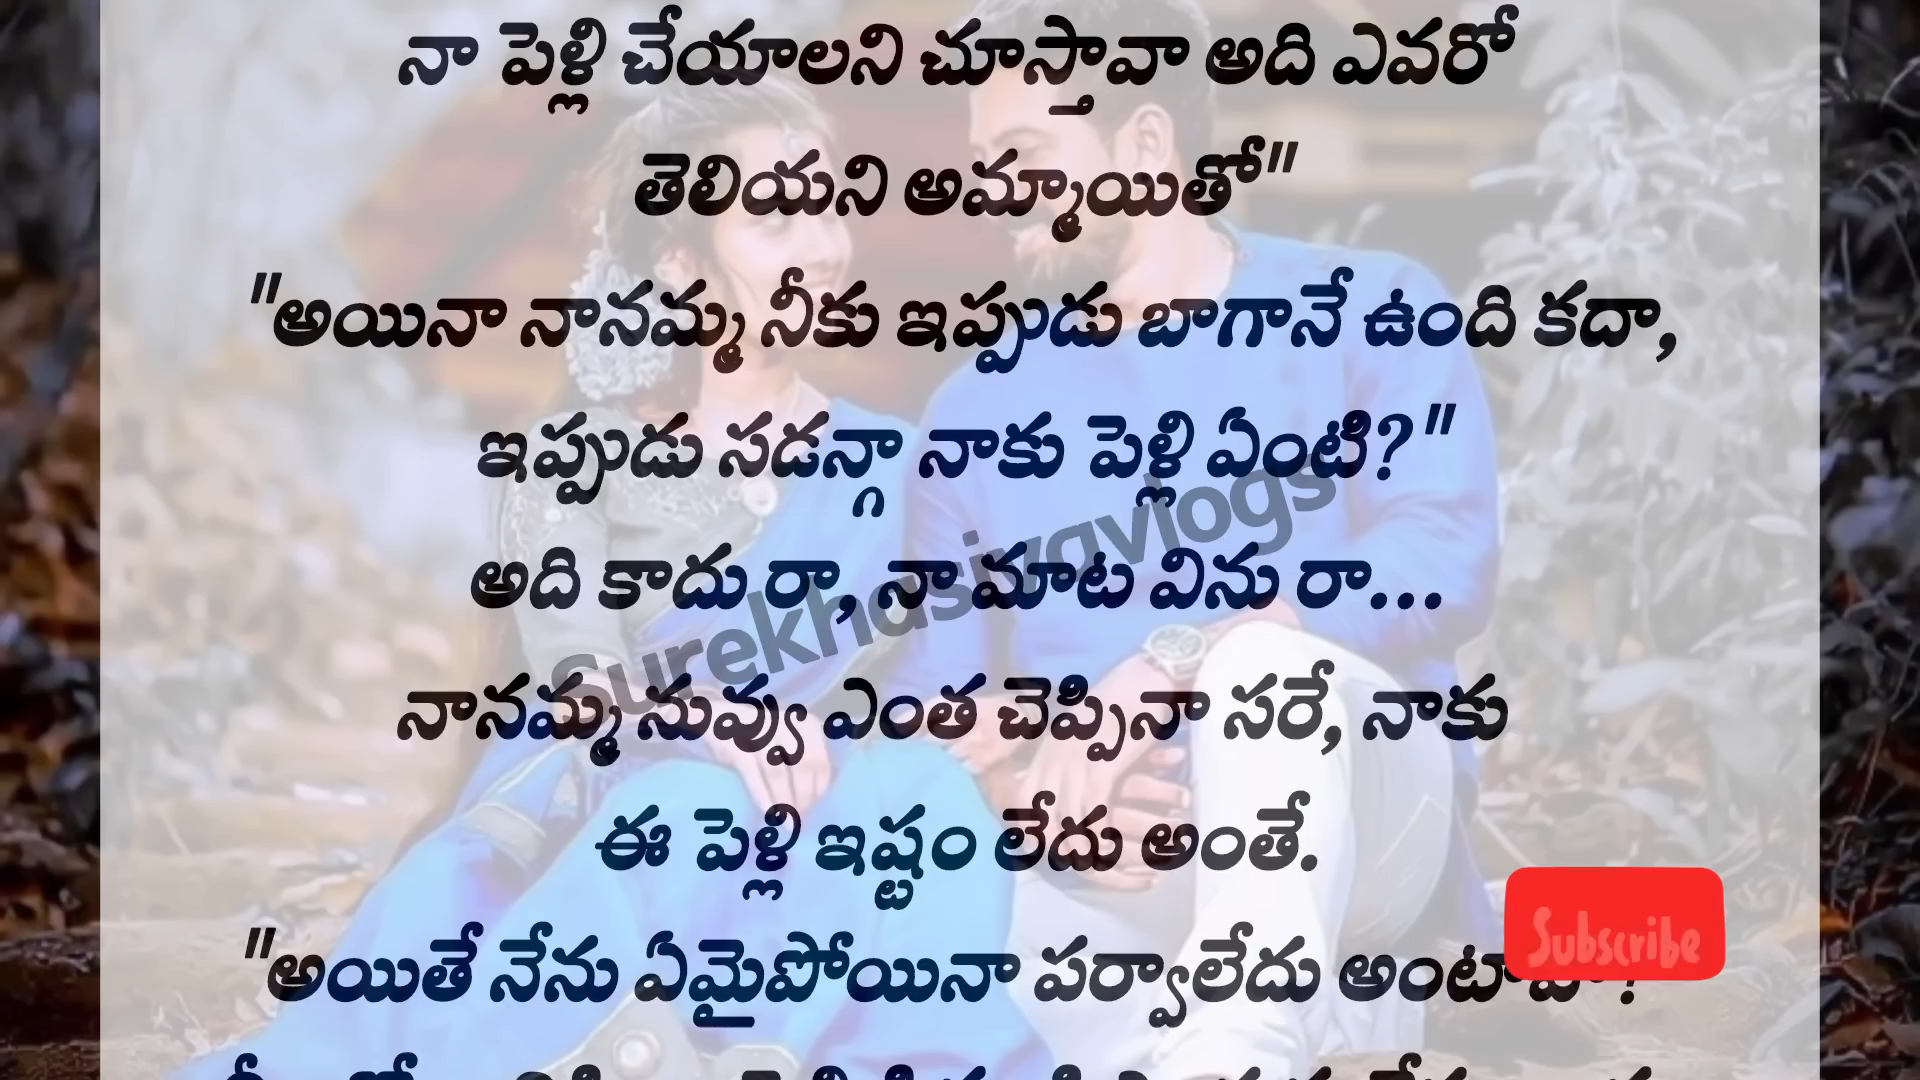 నా పెళ్లి చేయాలని చూస్తావా అది ఎవరో
తెలియని అమ్మాయితో"
"అయినా నానమ్మ నీకు ఇప్పుడు బాగానే ఉంది కదా,
ఇప్పుడు సడన్గా నాకు పెళ్లి ఏంటి?"
అది కాదు రా, నా మాట విను రా...
నానమ్మ నువ్వు ఎంత చెప్పినా సరే, నాకు
ఈ పెళ్లి ఇష్టం లేదు అంతే.
"అయితే నేను ఏమైపోయినా పర్వాలేదు
Surekhasivavlogs
Subscribe